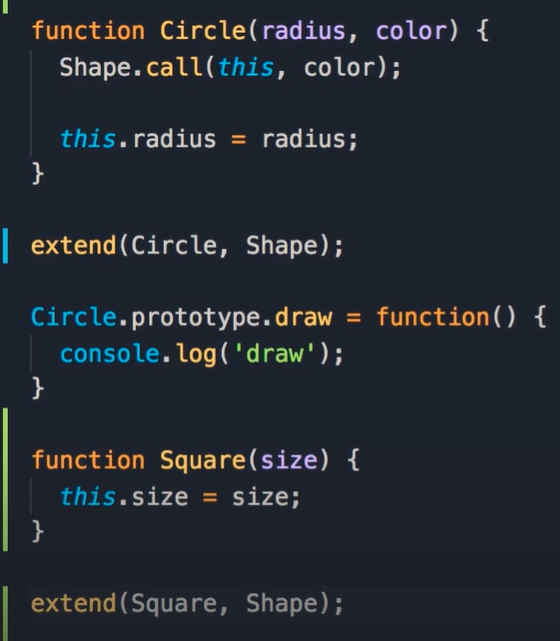 function Circle(radius, color) {
  Shape.call(this, color);

  this.radius = radius;
}

extend(Circle, Shape);

Circle.prototype.draw = function() {
  console.log('draw');
}

function Square(size) {
  this.size = size;
}

extend(Square, Shape);